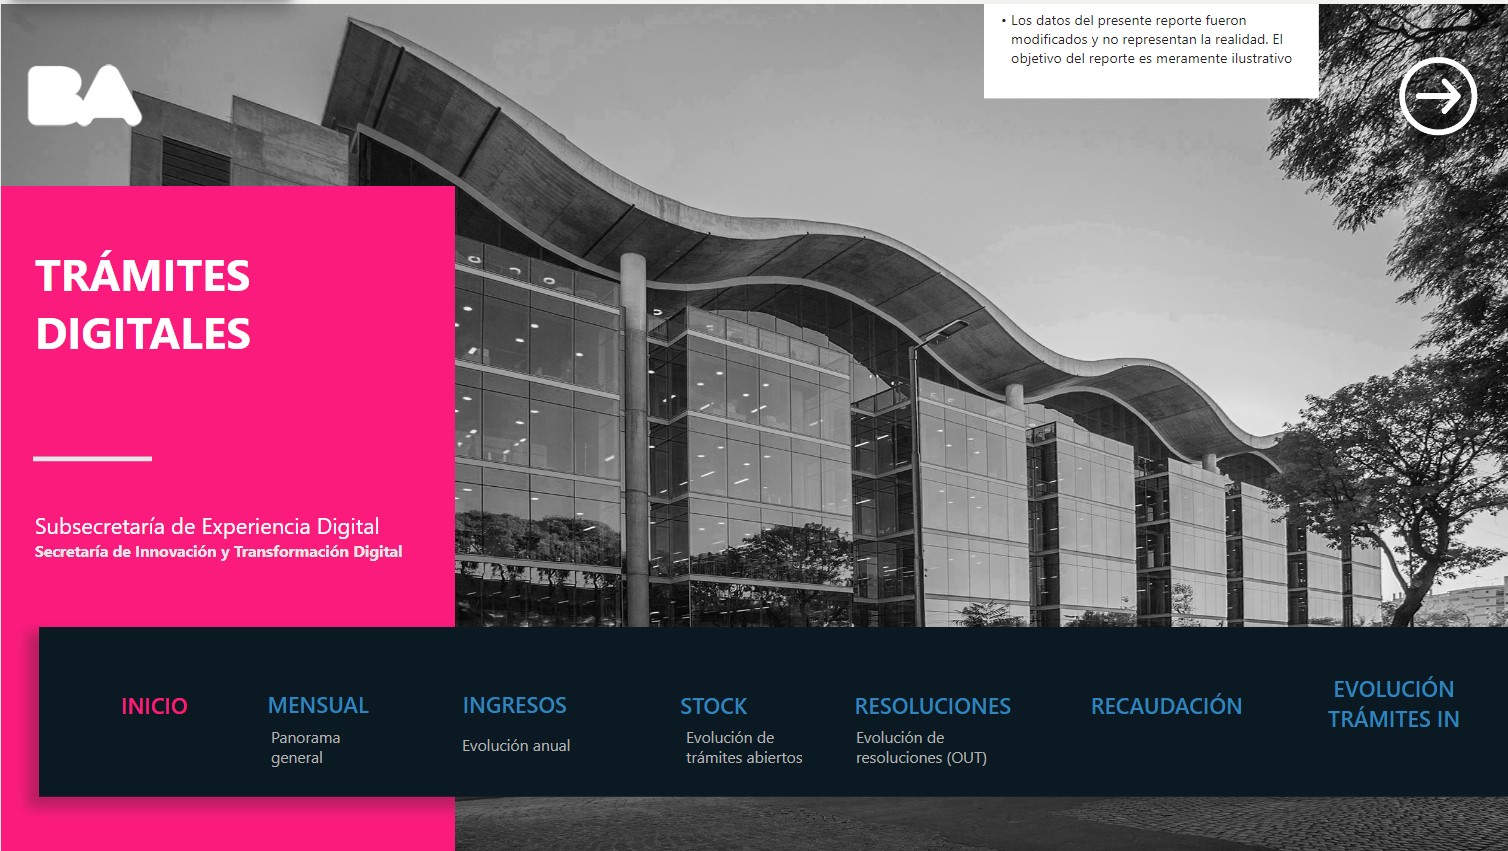 • Los datos del presente reporte fueron
modificados y no representan la realidad. El
objetivo del reporte es meramente ilustrativo
BA
TRÁMITES
DIGITALES
Subsecretaría de Experiencia Digital
Secretaría de Innovación y Transformación Digital
INICIO
MENSUAL
Panorama
general
INGRESOS
Evolución anual
STOCK
Evolución de
trámites abiertos
RESOLUCIONES
Evolución de
resoluciones (OUT)
RECAUDACIÓN
EVOLUCIÓN
TRÁMITES IN